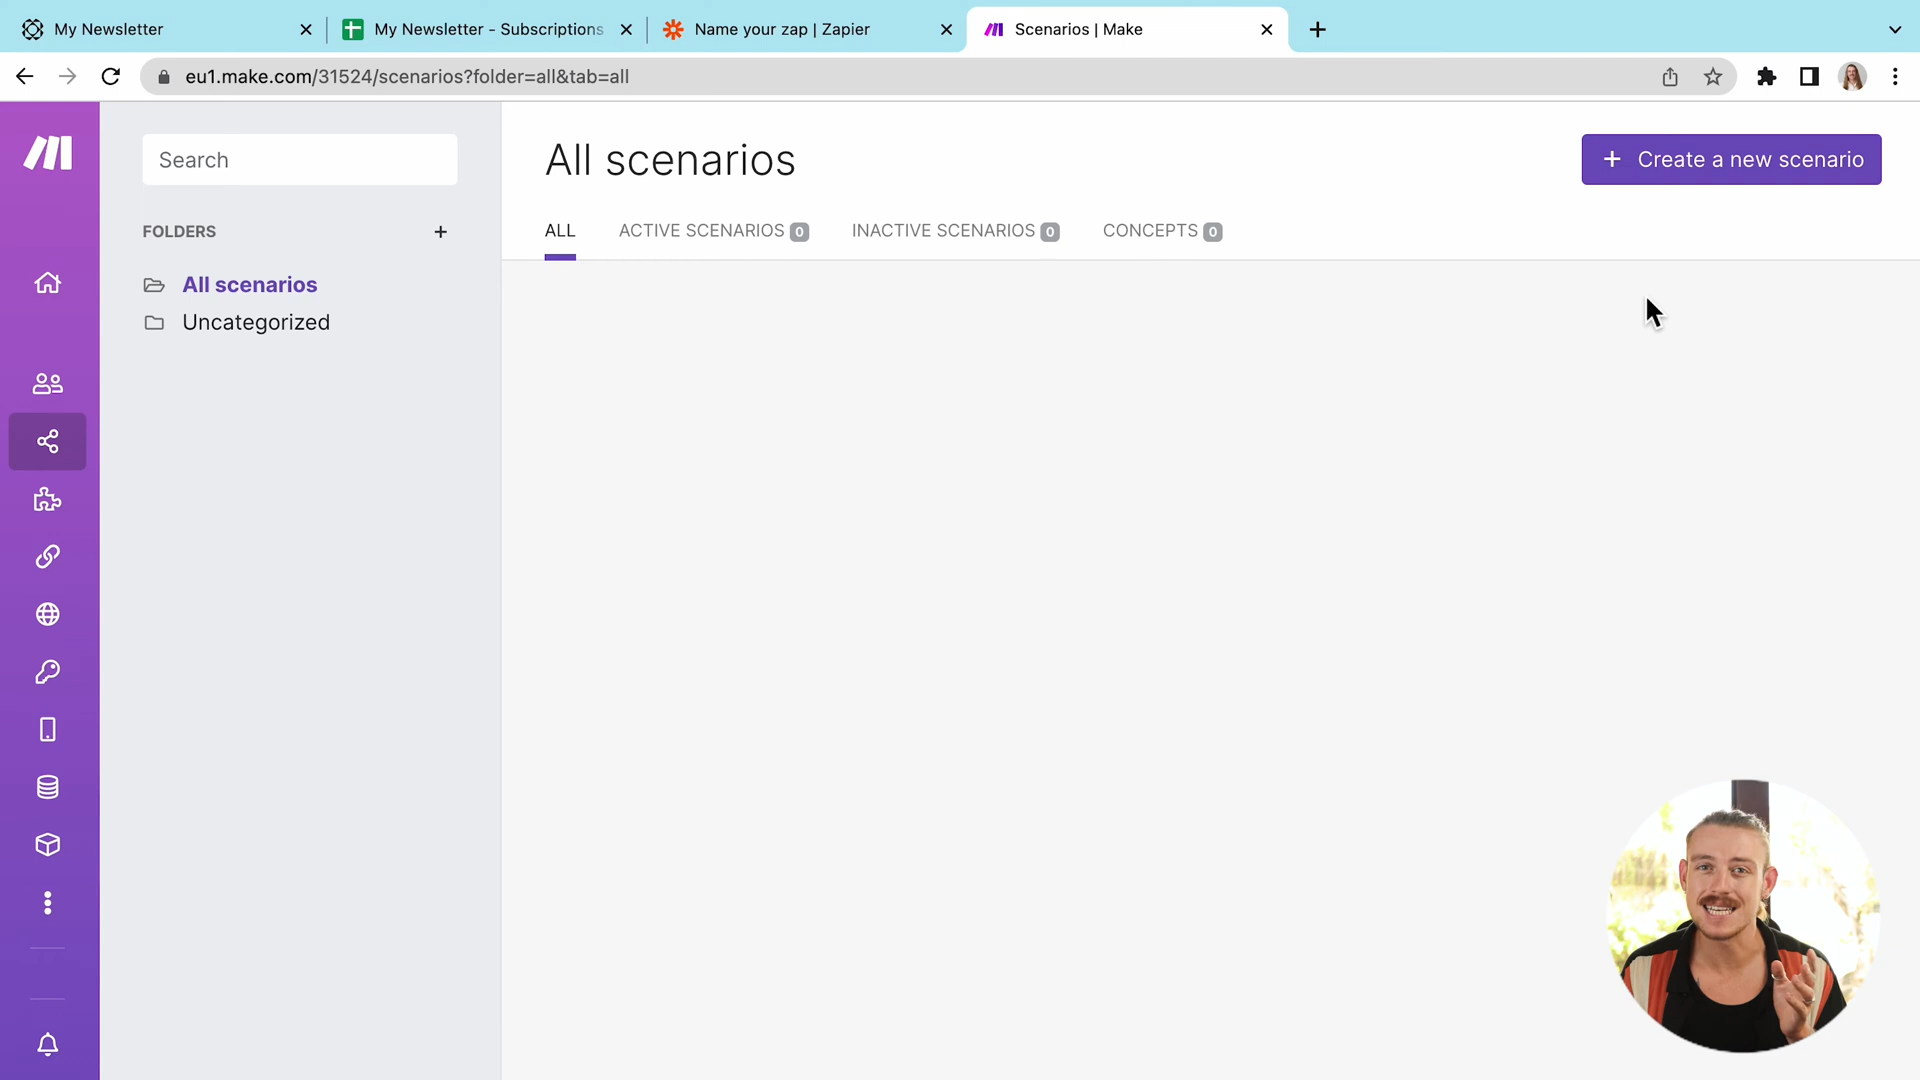 My Newsletter
My Newsletter - Subscriptions
Name your zap | Zapier
Scenarios | Make
eu1.make.com/31524/scenarios?folder=all&tab=all
Search
All scenarios
+ Create a new scenario
FOLDERS +
ALL
ACTIVE SCENARIOS 0
INACTIVE SCENARIOS 0
CONCEPTS 0
All scenarios
Uncategorized